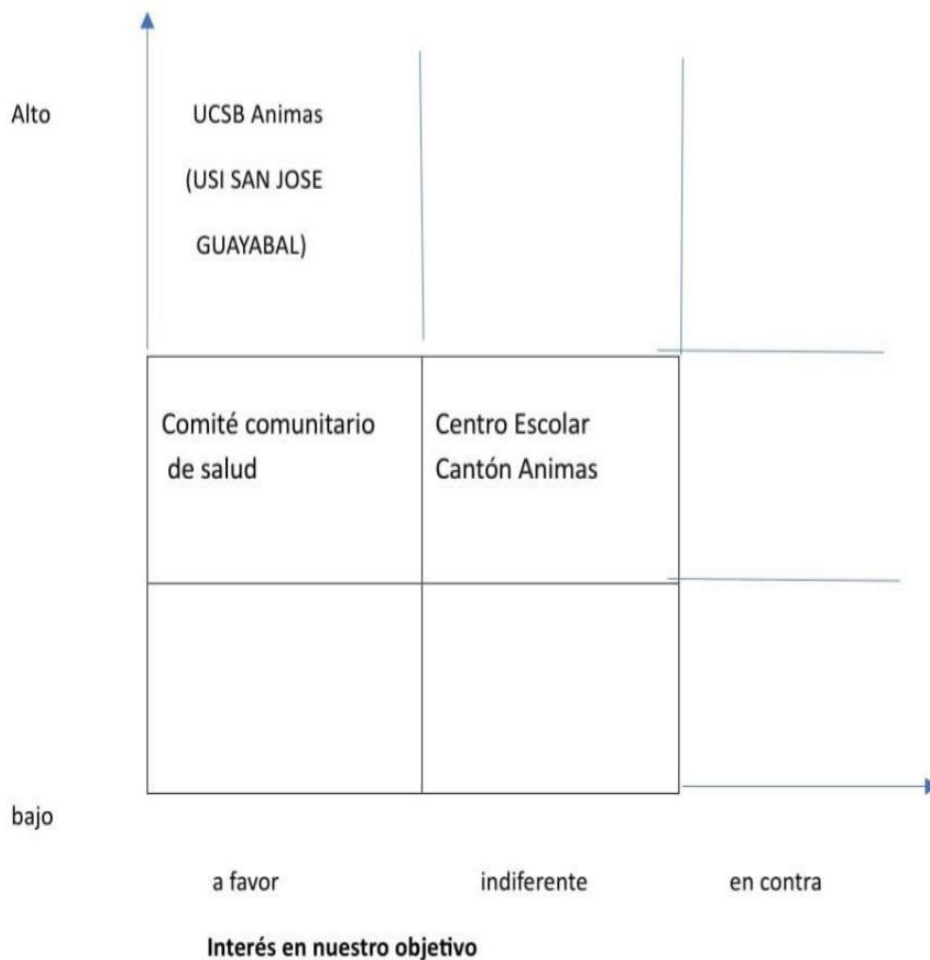 Alto
UCSB Animas
(USI SAN JOSE
GUAYABAL)
Comité comunitario
de salud
Centro Escolar
Cantón Animas
bajo
a favor
indiferente
en contra
Interés en nuestro objetivo